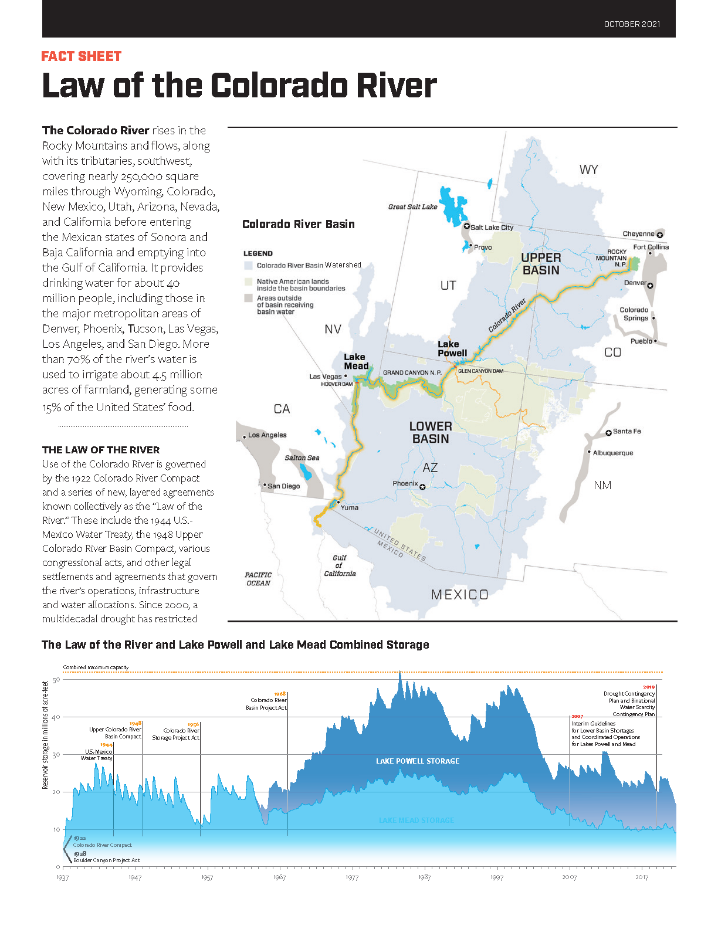 OCTOBER 2021
FACT SHEET
Law of the Colorado River
The Colorado River rises in the
Rocky Mountains and flows, along
with its tributaries, southwest,
covering nearly 250,000 square
miles through Wyoming, Colorado,
New Mexico, Utah, Arizona, Nevada,
and California before entering
the Mexican states of Sonora and
Baja California and emptying into
the Gulf of California. It provides
drinking water for about 40
million people, including those in
the major metropolitan areas of
Denver, Phoenix, Tucson, Las Vegas,
Los Angeles, and San Diego. More
than 70% of the river's water is
used to irrigate about 4.5 million
acres of farmland, generating some
15% of the United States' food.
THE LAW OF THE RIVER
Use of the Colorado River is governed
by the 1922 Colorado River Compact
and a series of new, layered agreements
known collectively as the "Law of the
River." These include the 1944 U.S.-
Mexico Water Treaty, the 1948 Upper
Colorado River Basin Compact, various
congressional acts, and other legal
settlements and agreements that govern
the river's operations, infrastructure
and water allocations. Since 2000, a
multidecadal drought has restricted
Colorado River Basin
LEGEND
Colorado River Basin Watershed
Native American lands
inside the basin boundaries
Areas outside
of basin receiving
basin water
WY
Great Salt Lake
Salt Lake City
Provo
Cheyenne
Fort Collins
ROCKY
MOUNTAIN
N. P.
UPPER
BASIN
UT
Denver
Colorado River
Colorado
Springs
Pueblo
NV
CO
Lake
Powell
Lake
Mead
Las Vegas
HOOVER DAM
GRAND CANYON N. P.
GLEN CANYON DAM
CA
LOWER
BASIN
Los Angeles
Santa Fe
Salton Sea
Albuquerque
AZ
San Diego
Phoenix
NM
Yuma
UNITED STATES
MEXICO
Gulf
of
California
PACIFIC
OCEAN
MEXICO
The Law of the River and Lake Powell and Lake Mead Combined Storage
Combined maximum capacity
Reservoir storage in millions of acre-feet
50
40
30
20
10
0
1922
Colorado River Compact
1928
Boulder Canyon Project Act
1944
U.S. Mexico
Water Treaty
1948
Upper Colorado River
Basin Compact
1956
Colorado River
Storage Project Act
1968
Colorado River
Basin Project Act
2007
Interim Guidelines
for Lower Basin Shortages
and Coordinated Operations
for Lakes Powell and Mead
2019
Drought Contingency
Plan and Binational
Water Scarcity
Contingency Plan
LAKE POWELL STORAGE
LAKE MEAD STORAGE
1937
1947
1957
1967
1977
1987
1997
2007
2017